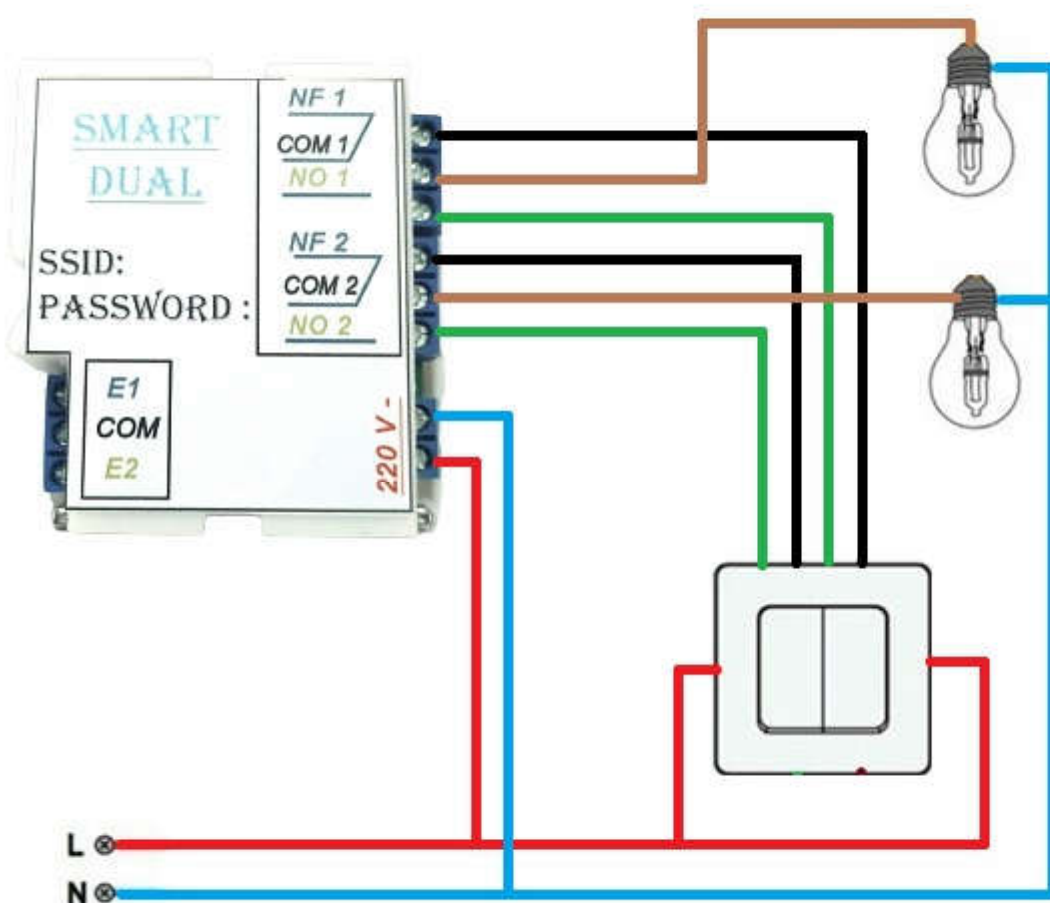 SMART
DUAL
SSID:
PASSWORD :
NF 1
COM 1
NO 1
NF 2
COM 2
NO 2
E1
COM
E2
220 V -
L
N